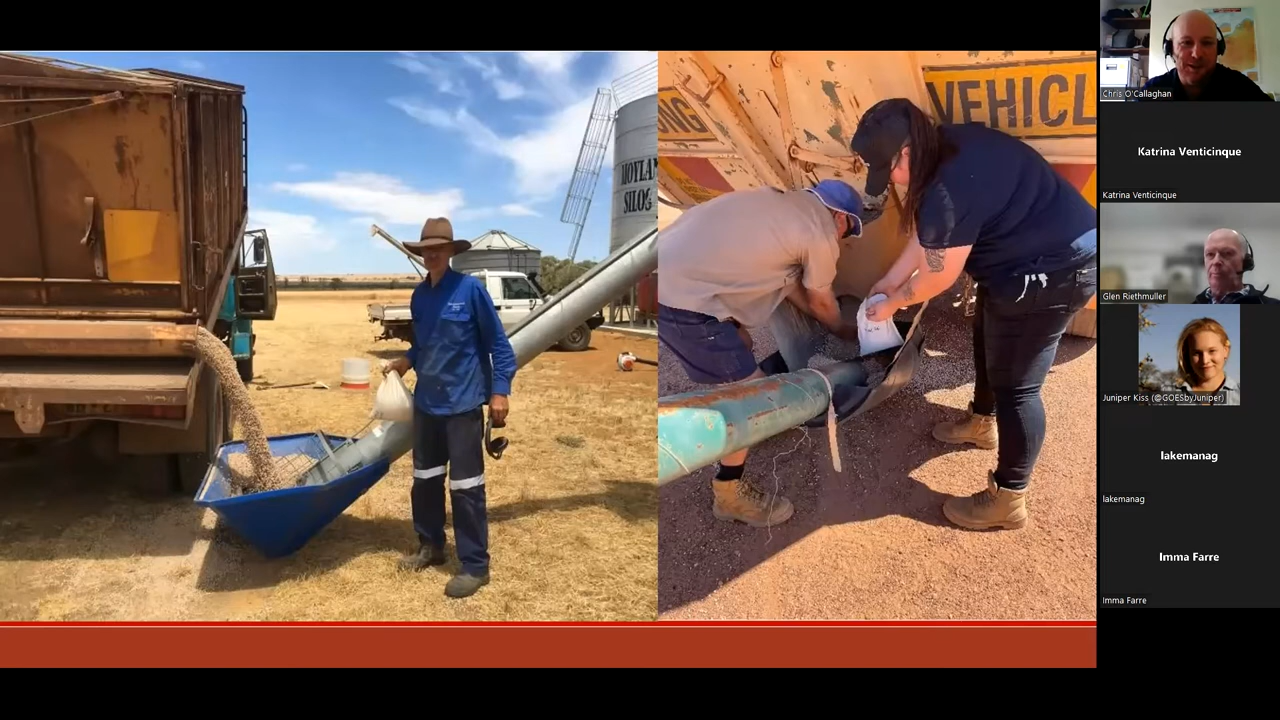 MOYLAN
SILOS
VEHICL
Chris O'Callaghan
Katrina Venticinque
Katrina Venticinque
Glen Riethmuller
Juniper Kiss (@GOESbyJuniper)
lakemanag
lakemanag
Imma Farre
Imma Farre